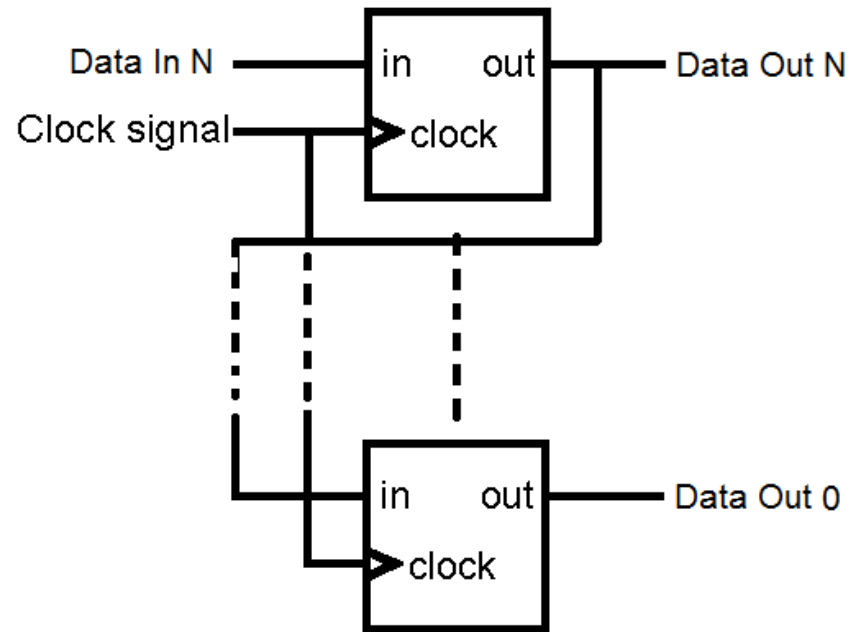 Data In N
in out
Data Out N
Clock signal
clock
in out
Data Out 0
clock